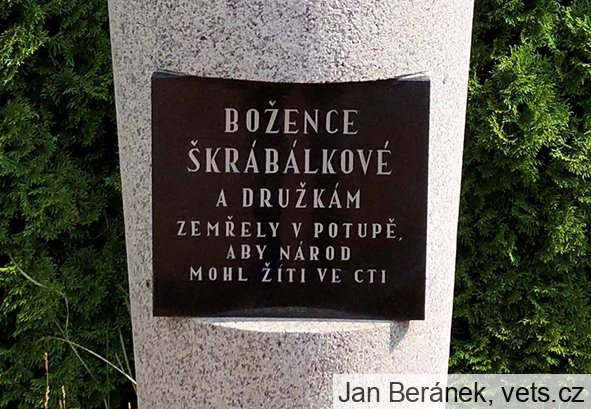 BOŽENCE
ŠKRÁBÁLKOVÉ
A DRUŽKÁM
ZEMŘELY V POTUPĚ,
ABY NÁROD
MOHL ŽÍTI VE CTI
Jan Beránek, vets.cz